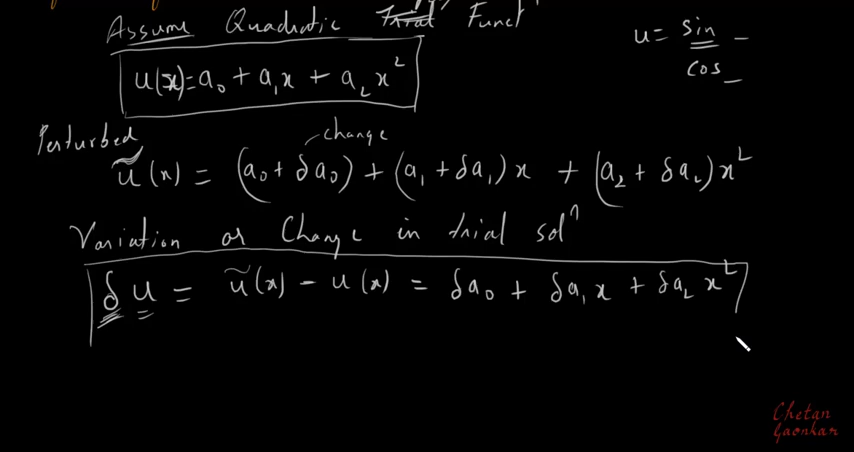 Assume Quadratic Trial Funct
u = sin _
cos _
u(x) = a₀ + a₁x + a₂x²
Perturbed
change
ũ(x) = (a₀ + δa₀) + (a₁ + δa₁)x + (a₂ + δa₂)x²
Variation or Change in trial solⁿ
δu = ũ(x) - u(x) = δa₀ + δa₁x + δa₂x²
Chetan
Gaonkar